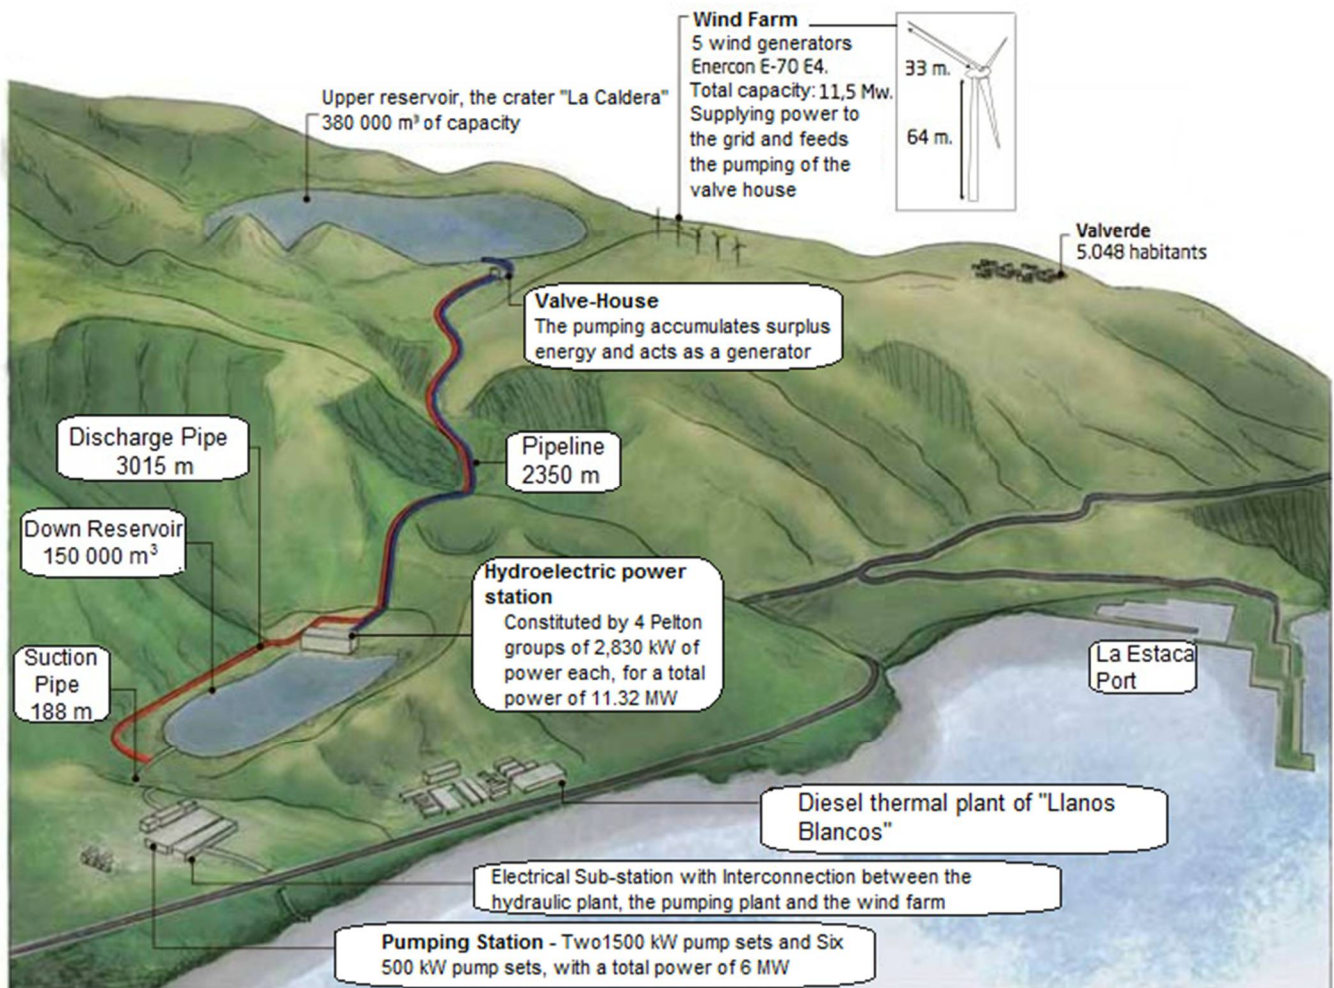 Wind Farm
5 wind generators
Enercon E-70 E4.
Total capacity: 11,5 Mw.
Supplying power to
the grid and feeds
the pumping of the
valve house
33 m.
64 m.
Upper reservoir, the crater "La Caldera"
380 000 m³ of capacity
Valverde
5.048 habitants
Valve-House
The pumping accumulates surplus
energy and acts as a generator
Discharge Pipe
3015 m
Pipeline
2350 m
Down Reservoir
150 000 m³
Hydroelectric power
station
Constituted by 4 Pelton
groups of 2,830 kW of
power each, for a total
power of 11.32 MW
Suction
Pipe
188 m
La Estaca
Port
Diesel thermal plant of "Llanos
Blancos"
Electrical Sub-station with Interconnection between the
hydraulic plant, the pumping plant and the wind farm
Pumping Station - Two1500 kW pump sets and Six
500 kW pump sets, with a total power of 6 MW